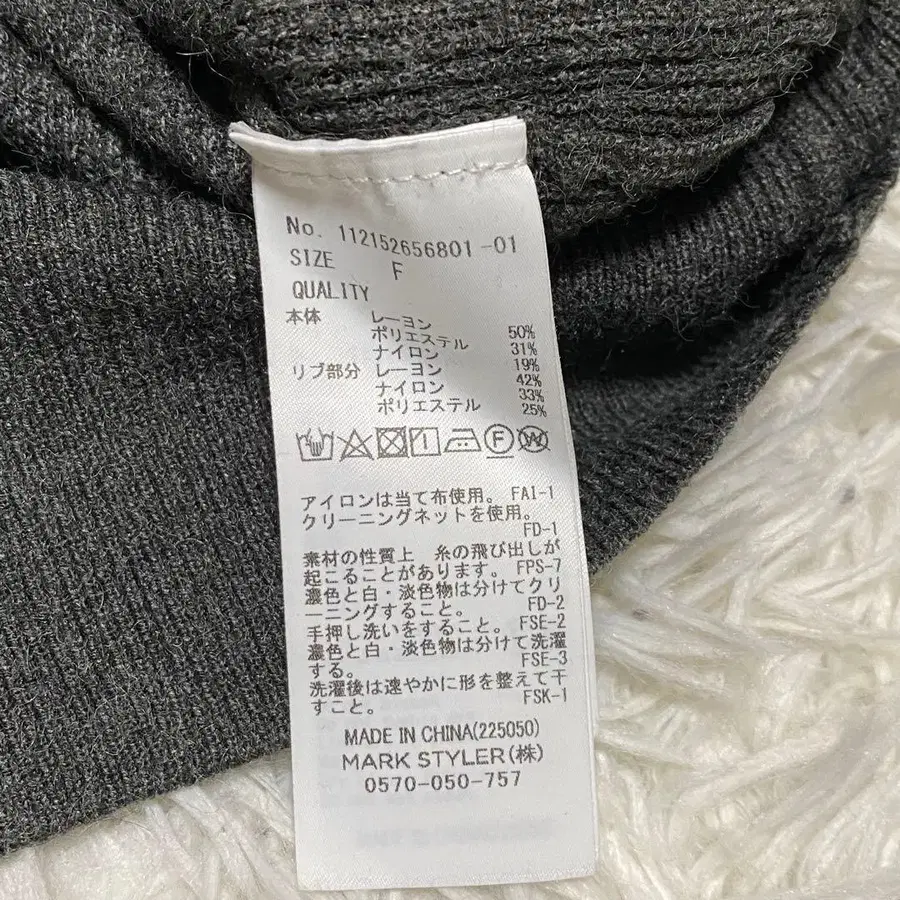 No. 112152656801-01
SIZE F
QUALITY
本体 レーヨン 50%
ポリエステル 31%
ナイロン 19%
リブ部分 レーヨン 42%
ナイロン 33%
ポリエステル 25%
F W
アイロンは当て布使用。 FAI-1
クリーニングネットを使用。
FD-1
素材の性質上 糸の飛び出しが
起こることがあります。 FPS-7
濃色と白・淡色物は分けてクリ
ーニングすること。 FD-2
手押し洗いをすること。 FSE-2
濃色と白・淡色物は分けて洗濯
する。 FSE-3
洗濯後は速やかに形を整えて干
すこと。 FSK-1
MADE IN CHINA(225050)
MARK STYLER(株)
0570-050-757